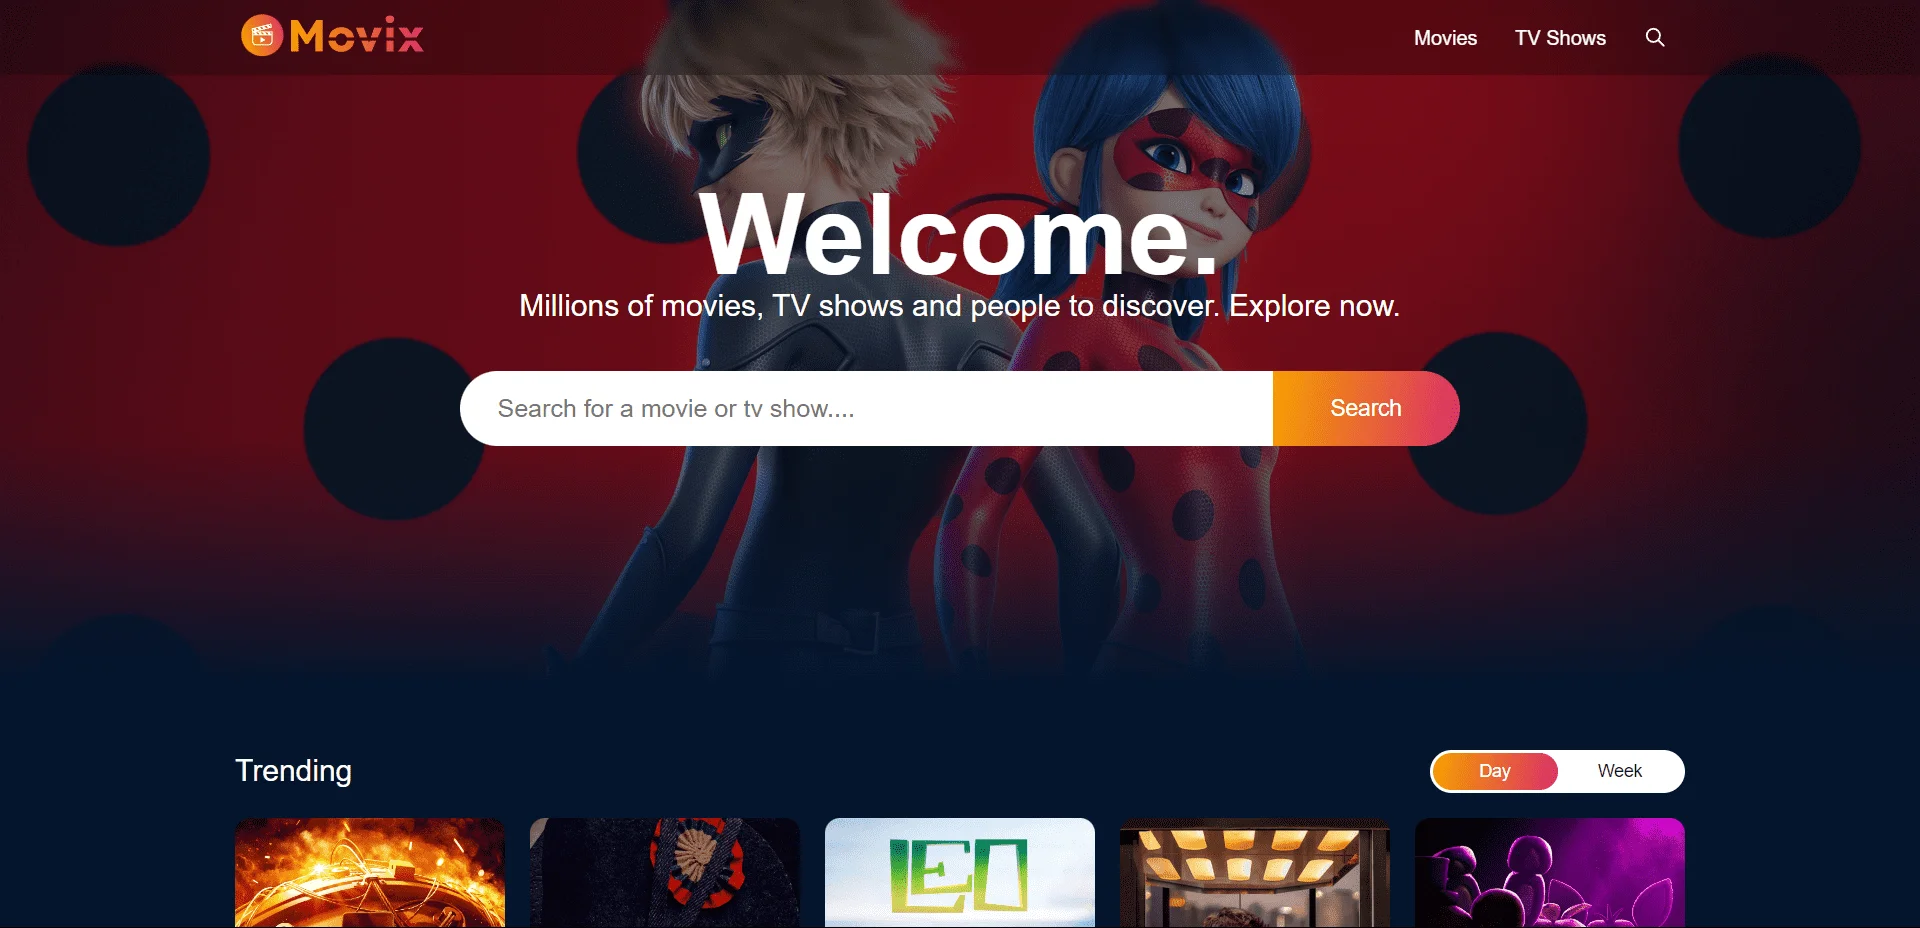 Movix
Movies TV Shows
Welcome.
Millions of movies, TV shows and people to discover. Explore now.
Search for a movie or tv show....
Search
Trending
Day Week
LEO